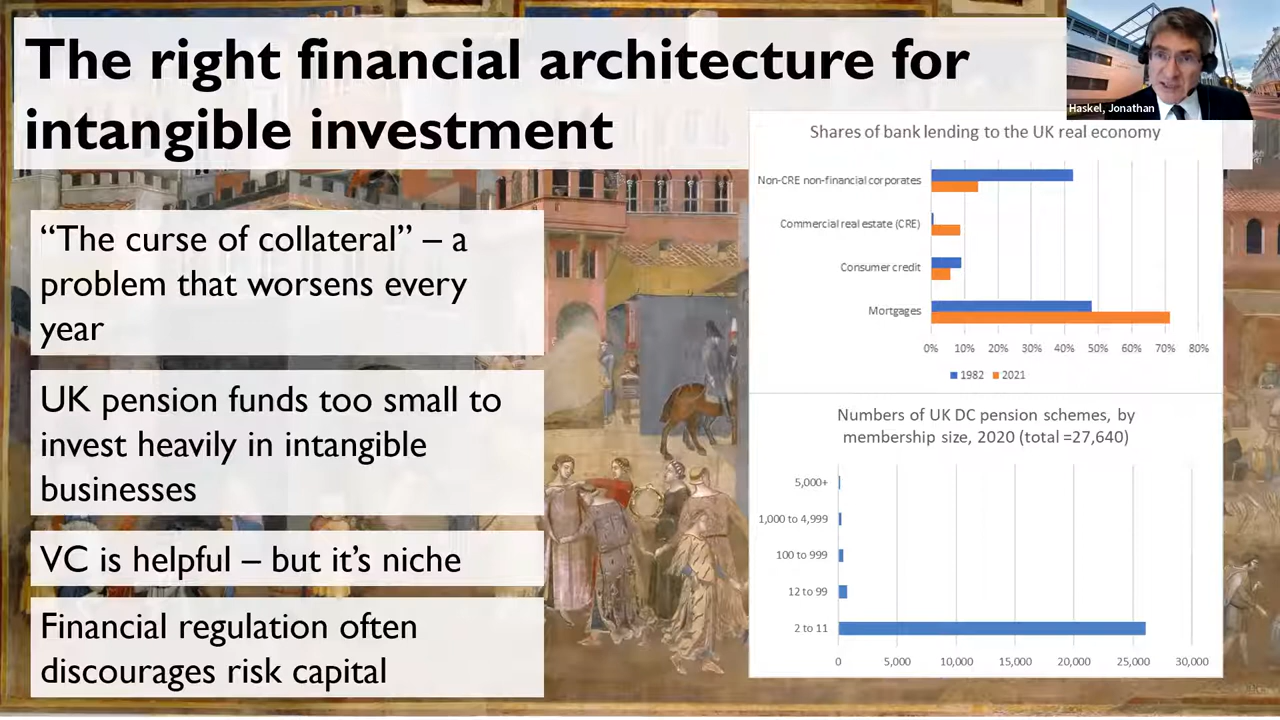 The right financial architecture for
intangible investment
Haskel, Jonathan
“The curse of collateral” – a
problem that worsens every
year
UK pension funds too small to
invest heavily in intangible
businesses
VC is helpful – but it’s niche
Financial regulation often
discourages risk capital
Shares of bank lending to the UK real economy
Non-CRE non-financial corporates
Commercial real estate (CRE)
Consumer credit
Mortgages
0% 10% 20% 30% 40% 50% 60% 70% 80%
1982 2021
Numbers of UK DC pension schemes, by
membership size, 2020 (total =27,640)
5,000+
1,000 to 4,999
100 to 999
12 to 99
2 to 11
0 5,000 10,000 15,000 20,000 25,000 30,000